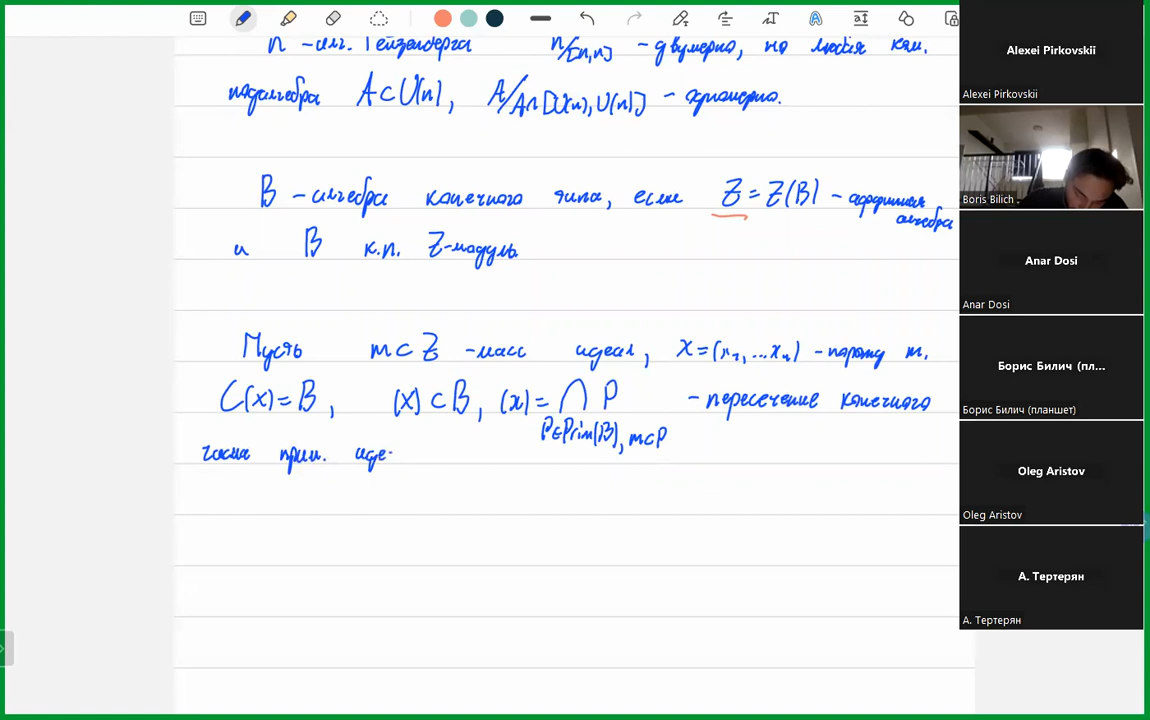 n - алг. Гейзенберга n/[n,n] - двумерно, но любая ком.
подалгебра A⊂U(n), A/A∩[U(n),U(n)] - одномерно.
B - алгебра конечного типа, если Z = Z(B) - аффинная алгебра
и B к.п. Z-модуль.
Пусть m⊂Z - макс идеал, x=(x₁,...xₙ) - порожд m.
C(x)=B, (x)⊂B, (x)=∩ P - пересечение конечного
P∈Prim(B), m⊂P
числа прим. иде
Alexei Pirkovskii
Alexei Pirkovskii
Boris Bilich
Anar Dosi
Anar Dosi
Борис Билич (пл...
Борис Билич (планшет)
Oleg Aristov
Oleg Aristov
А. Тертерян
А. Тертерян